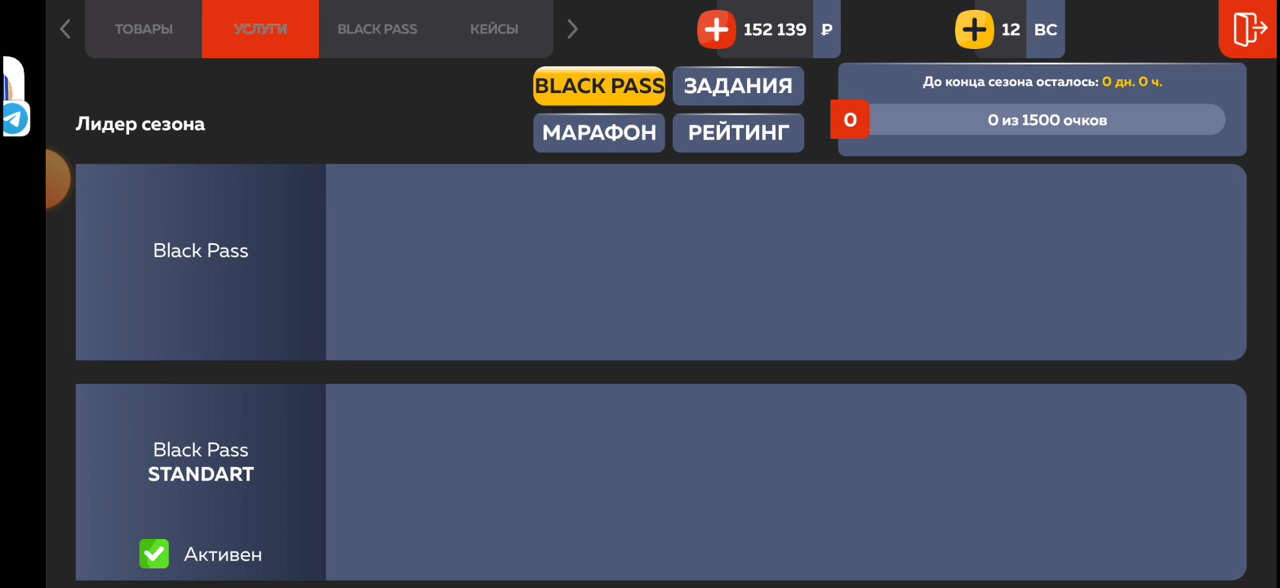 ТОВАРЫ УСЛУГИ BLACK PASS КЕЙСЫ 152 139 ₽ 12 BC
BLACK PASS ЗАДАНИЯ
МАРАФОН РЕЙТИНГ
До конца сезона осталось: 0 дн. 0 ч.
0 0 из 1500 очков
Лидер сезона
Black Pass
Black Pass
STANDART
Активен